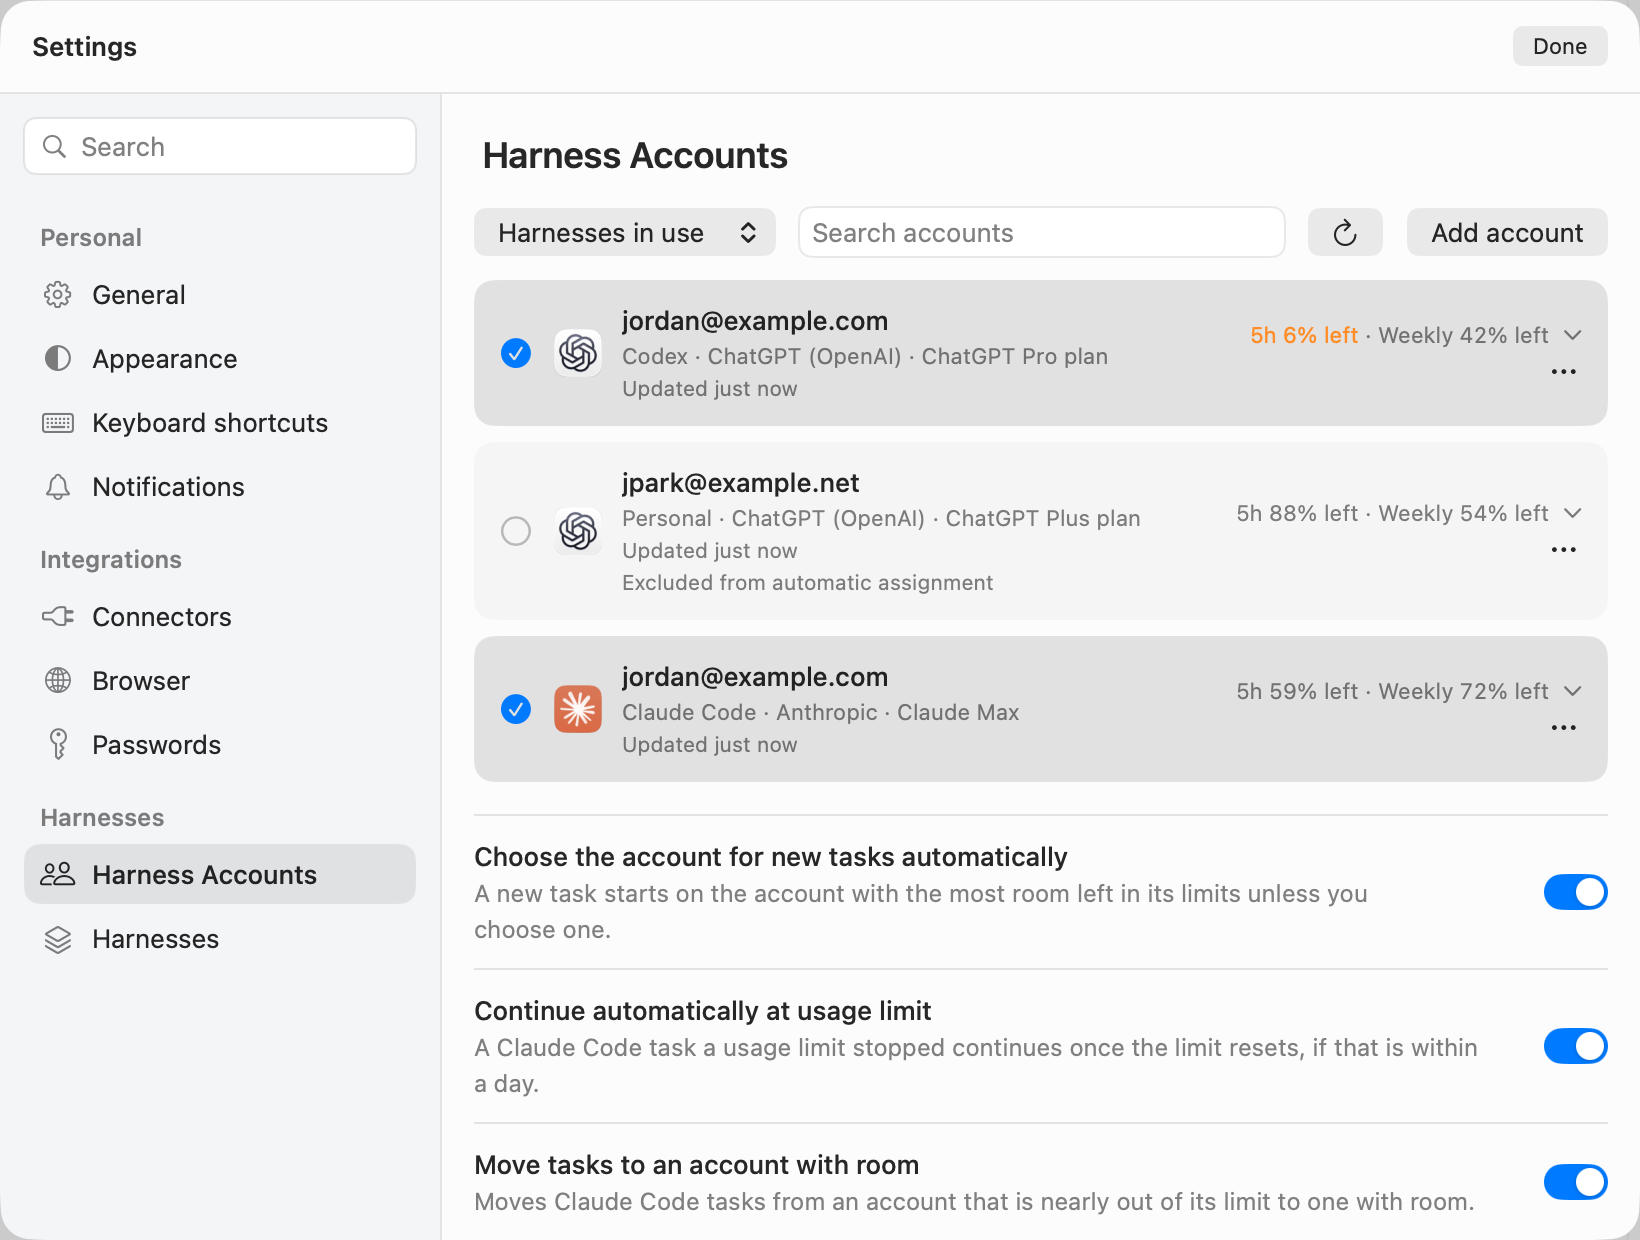 Settings
Done
Search
Personal
General
Appearance
Keyboard shortcuts
Notifications
Integrations
Connectors
Browser
Passwords
Harnesses
Harness Accounts
Harnesses
Harness Accounts
Harnesses in use
Search accounts
Add account
jordan@example.com
Codex · ChatGPT (OpenAI) · ChatGPT Pro plan
Updated just now
5h 6% left · Weekly 42% left
jpark@example.net
Personal · ChatGPT (OpenAI) · ChatGPT Plus plan
Updated just now
Excluded from automatic assignment
5h 88% left · Weekly 54% left
jordan@example.com
Claude Code · Anthropic · Claude Max
Updated just now
5h 59% left · Weekly 72% left
Choose the account for new tasks automatically
A new task starts on the account with the most room left in its limits unless you
choose one.
Continue automatically at usage limit
A Claude Code task a usage limit stopped continues once the limit resets, if that is within
a day.
Move tasks to an account with room
Moves Claude Code tasks from an account that is nearly out of its limit to one with room.